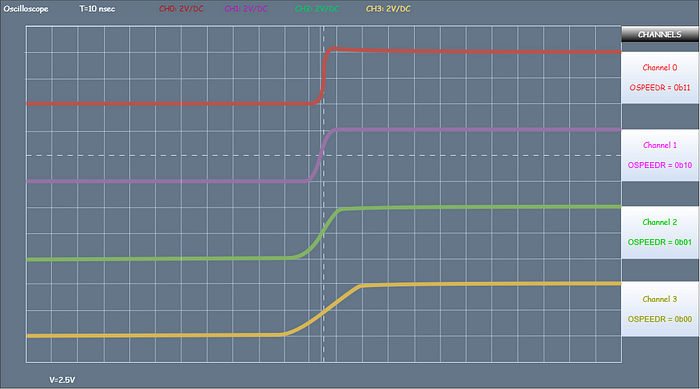 Oscilloscope T=10 nsec CH0: 2V/DC CH1: 2V/DC CH2: 2V/DC CH3: 2V/DC
CHANNELS
Channel 0
OSPEEDR = 0b11
Channel 1
OSPEEDR = 0b10
Channel 2
OSPEEDR = 0b01
Channel 3
OSPEEDR = 0b00
V=2.5V